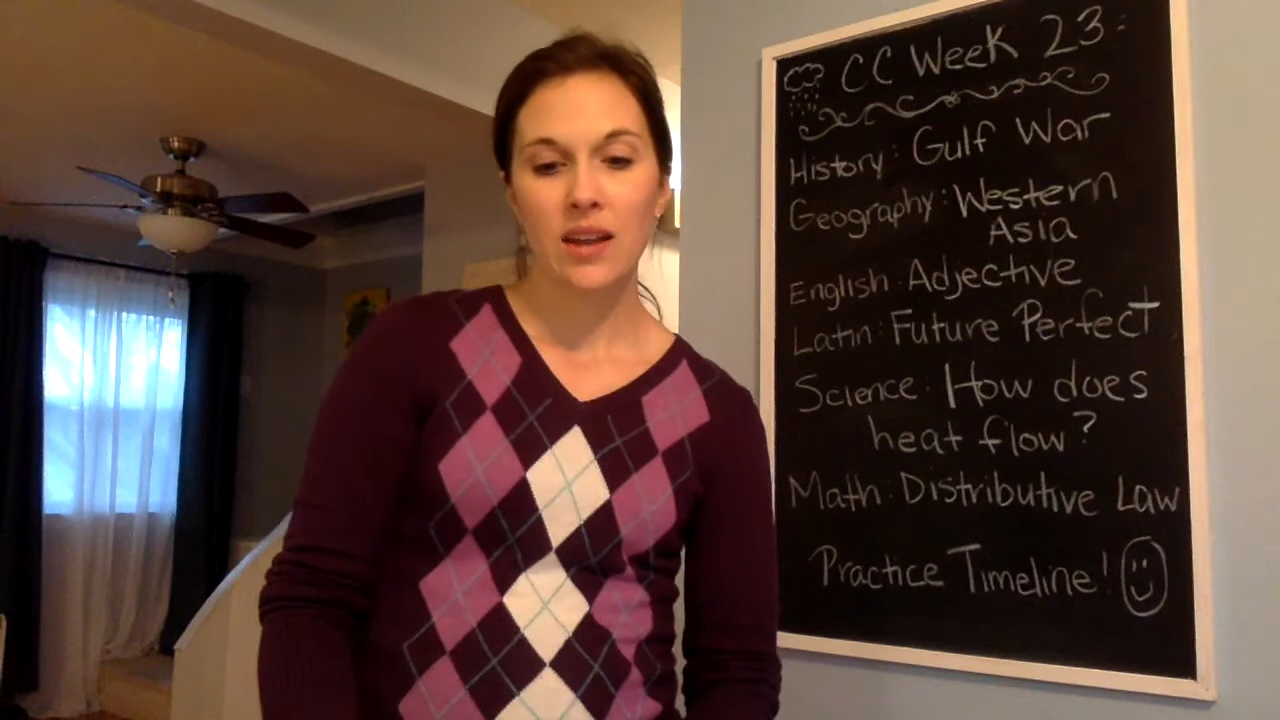 CC Week 23:
History: Gulf War
Geography: Western
Asia
English: Adjective
Latin: Future Perfect
Science: How does
heat flow?
Math: Distributive Law
Practice Timeline!